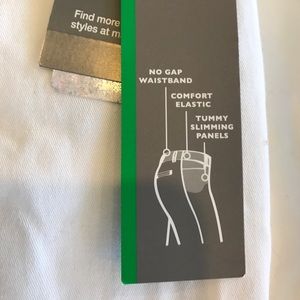 Find more
styles at m
NO GAP
WAISTBAND
COMFORT
ELASTIC
TUMMY
SLIMMING
PANELS